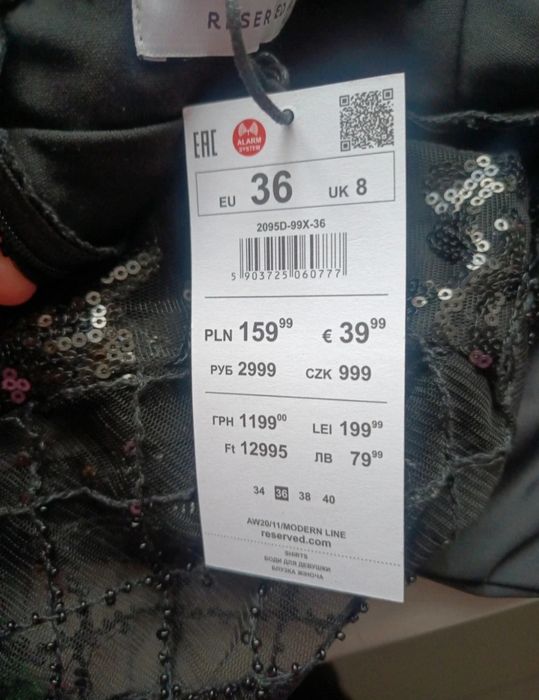 RESERVED
EAC
ALARM
SYSTEM
EU 36 UK 8
2095D-99X-36
5 903725 060777
PLN 159⁹⁹ € 39⁹⁹
РУБ 2999 CZK 999
ГРН 1199⁰⁰ LEI 199⁹⁹
Ft 12995 ЛВ 79⁹⁹
34 36 38 40
AW20/11/MODERN LINE
reserved.com
SHIRTS
БОДИ ДЛЯ ДЕВУШКИ
БЛУЗКА ЖІНОЧА